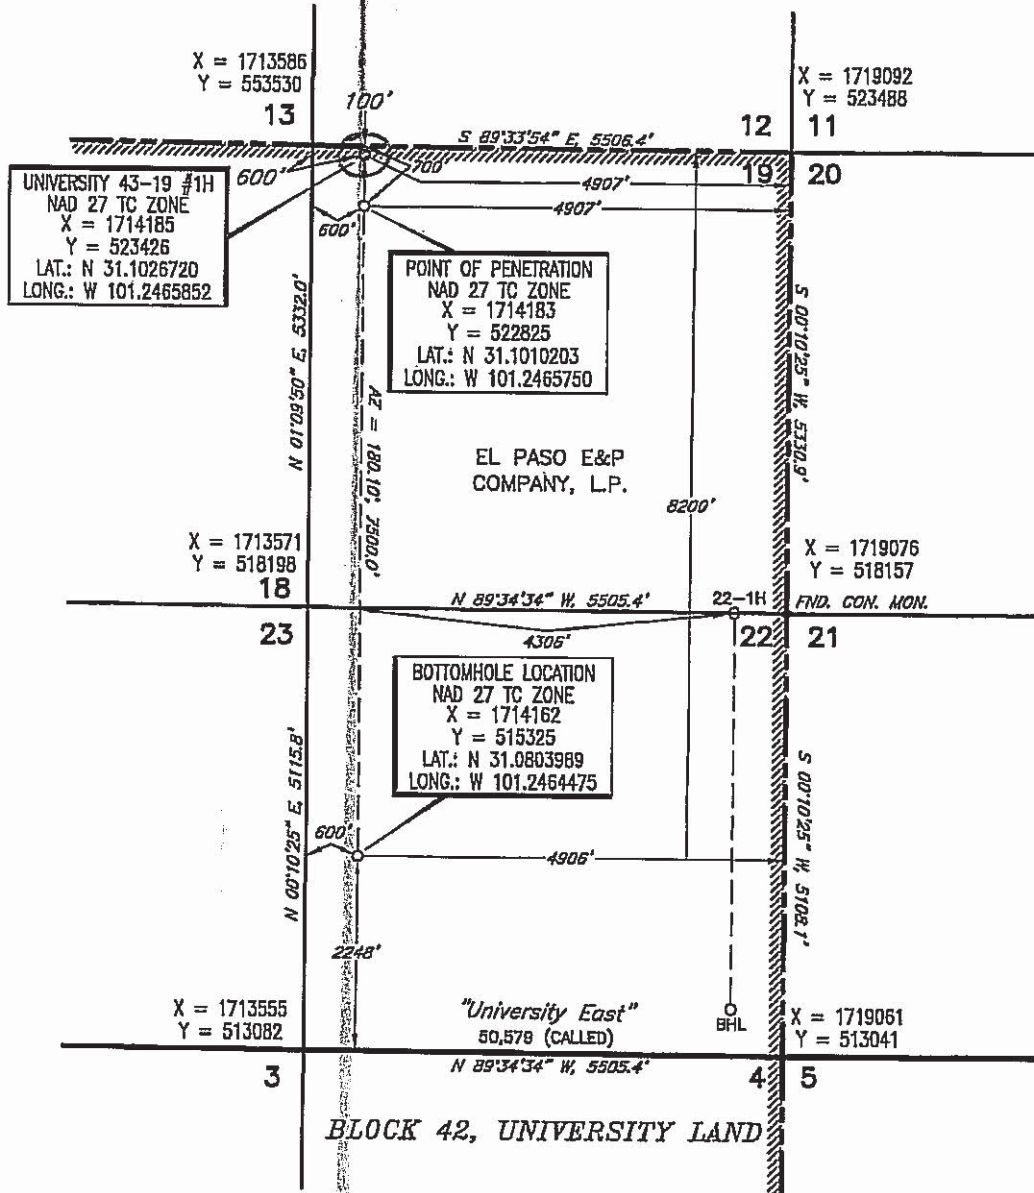 X = 1713586
Y = 553530
X = 1719092
Y = 523488
13
100'
S 89°33'54" E, 5506.4'
12
11
19
20
600'
700'
4907'
4907'
600'
UNIVERSITY 43-19 #1H
NAD 27 TC ZONE
X = 1714185
Y = 523426
LAT.: N 31.1026720
LONG.: W 101.2465852
POINT OF PENETRATION
NAD 27 TC ZONE
X = 1714183
Y = 522825
LAT.: N 31.1010203
LONG.: W 101.2465750
N 01°09'50" E, 5332.0'
AZ = 180.10°, 7500.0'
S 00°10'25" W, 5330.9'
EL PASO E&P
COMPANY, L.P.
8200'
X = 1713571
Y = 518198
X = 1719076
Y = 518157
18
N 89°34'34" W, 5505.4'
22-1H
FND. CON. MON.
23
4306'
22
21
BOTTOMHOLE LOCATION
NAD 27 TC ZONE
X = 1714162
Y = 515325
LAT.: N 31.0803989
LONG.: W 101.2464475
N 00°10'25" E, 5115.8'
S 00°10'25" W, 5108.1'
600'
4906'
2248'
X = 1713555
Y = 513082
"University East"
50,579 (CALLED)
BHL
X = 1719061
Y = 513041
3
N 89°34'34" W, 5505.4'
4
5
BLOCK 42, UNIVERSITY LAND